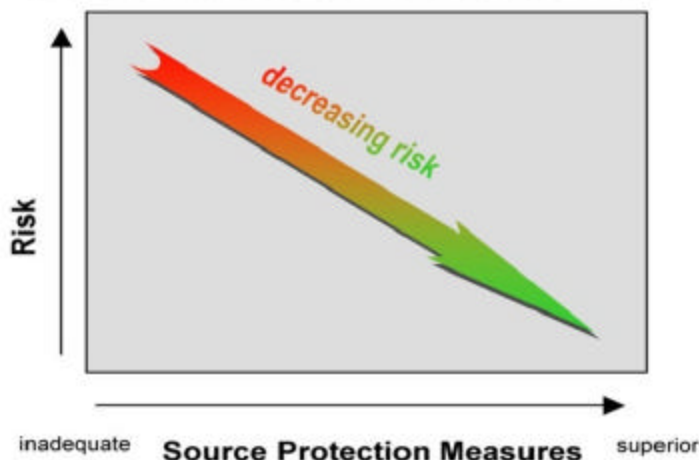 decreasing risk
Risk
inadequate Source Protection Measures superior